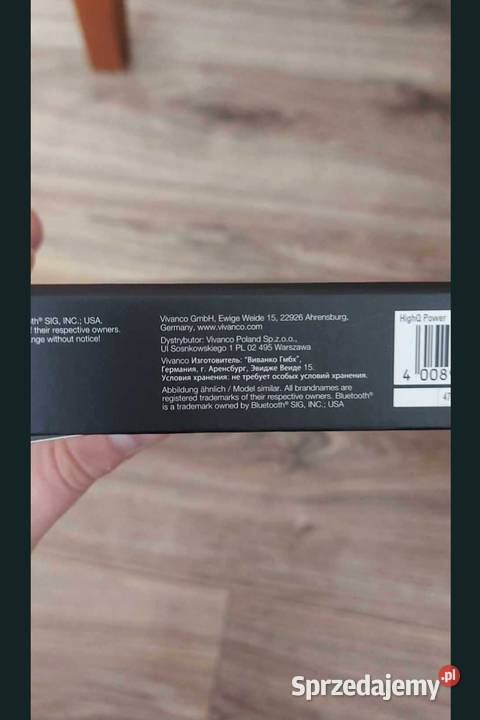 oth® SIG, INC.; USA.
f their respective owners.
nge without notice!
Vivanco GmbH, Ewige Weide 15, 22926 Ahrensburg,
Germany, www.vivanco.com
Dystrybutor: Vivanco Poland Sp.z.o.o.,
Ul Sosnkowskiego 1 PL 02 495 Warszawa
Vivanco Изготовитель: "Виванко Гмбх",
Германия, г. Аренсбург, Эвидже Веиде 15.
Условия хранения: не требует особых условий хранения.
Abbildung ähnlich / Model similar. All brandnames are
registered trademarks of their respective owners. Bluetooth®
is a trademark owned by Bluetooth® SIG, INC.; USA
HighQ Power
4 008
47
Sprzedajemy.pl